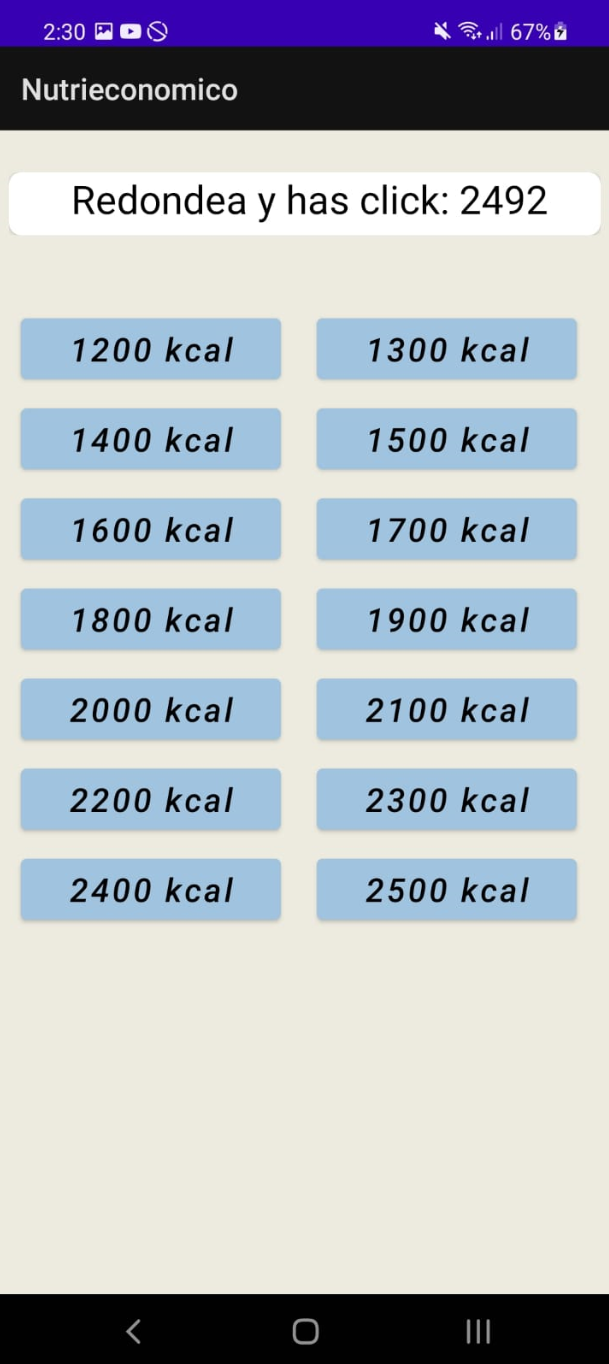 2:30 67%
Nutrieconomico
Redondea y has click: 2492
1200 kcal 1300 kcal
1400 kcal 1500 kcal
1600 kcal 1700 kcal
1800 kcal 1900 kcal
2000 kcal 2100 kcal
2200 kcal 2300 kcal
2400 kcal 2500 kcal